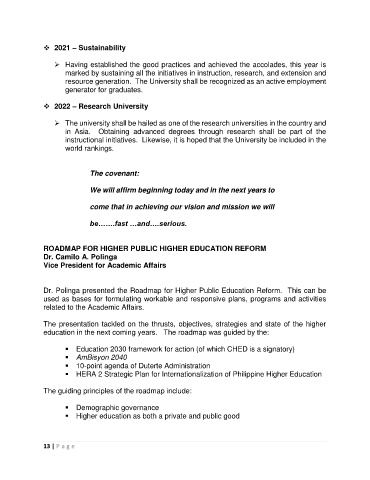 ❖ 2021 – Sustainability
➢ Having established the good practices and achieved the accolades, this year is
marked by sustaining all the initiatives in instruction, research, and extension and
resource generation. The University shall be recognized as an active employment
generator for graduates.
❖ 2022 – Research University
➢ The university shall be hailed as one of the research universities in the country and
in Asia. Obtaining advanced degrees through research shall be part of the
instructional initiatives. Likewise, it is hoped that the University be included in the
world rankings.
The covenant:
We will affirm beginning today and in the next years to
come that in achieving our vision and mission we will
be…….fast …and….serious.
ROADMAP FOR HIGHER PUBLIC HIGHER EDUCATION REFORM
Dr. Camilo A. Polinga
Vice President for Academic Affairs
Dr. Polinga presented the Roadmap for Higher Public Education Reform. This can be
used as bases for formulating workable and responsive plans, programs and activities
related to the Academic Affairs.
The presentation tackled on the thrusts, objectives, strategies and state of the higher
education in the next coming years. The roadmap was guided by the:
▪ Education 2030 framework for action (of which CHED is a signatory)
▪ AmBisyon 2040
▪ 10-point agenda of Duterte Administration
▪ HERA 2 Strategic Plan for Internationalization of Philippine Higher Education
The guiding principles of the roadmap include:
▪ Demographic governance
▪ Higher education as both a private and public good
13 | P a g e